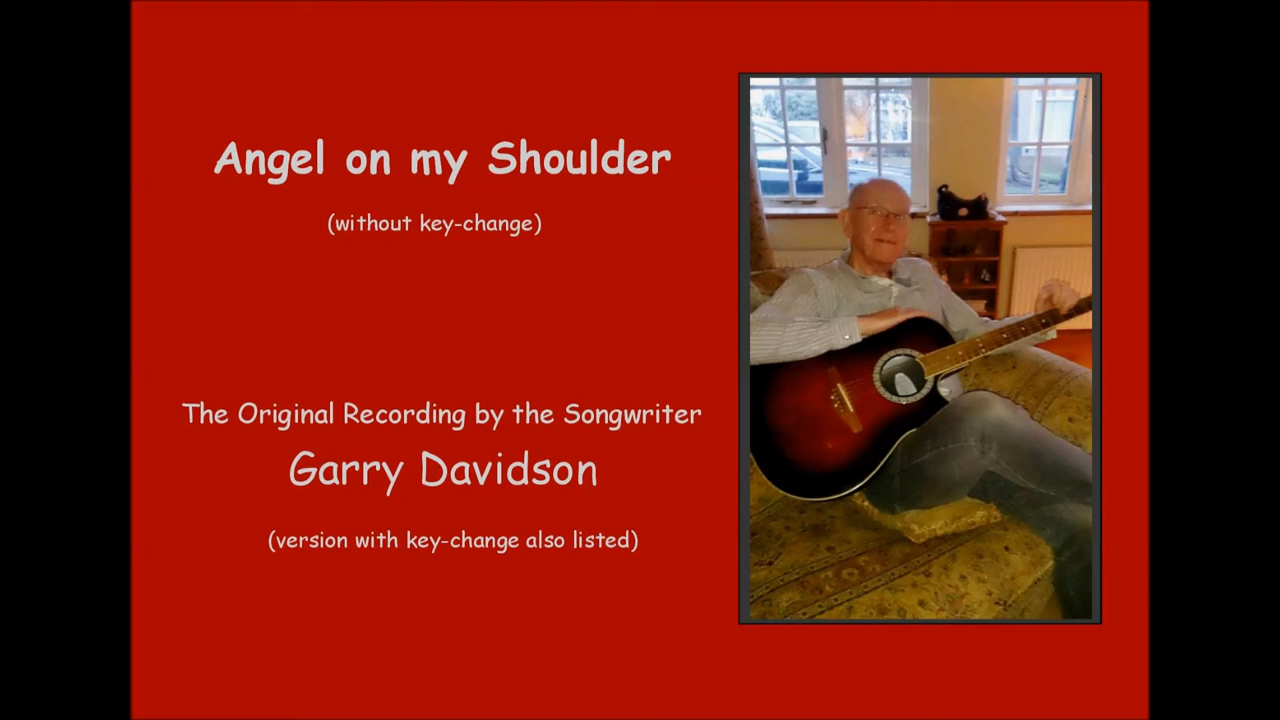 Angel on my Shoulder
(without key-change)
The Original Recording by the Songwriter
Garry Davidson
(version with key-change also listed)